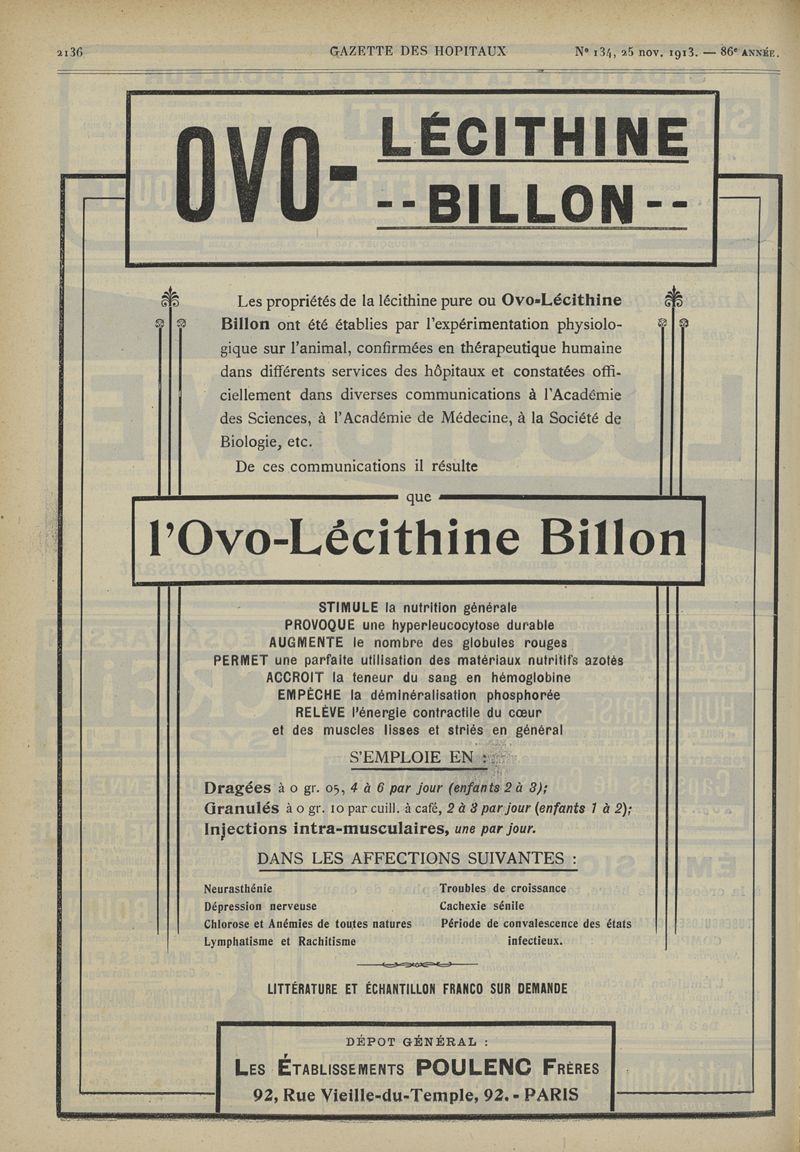 2136
GAZETTE DES HOPITAUX
Nº 134, 25 nov. 1913. — 86e ANNÉE.
OVO-
LÉCITHINE
--BILLON--
Les propriétés de la lécithine pure ou Ovo-Lécithine
Billon ont été établies par l'expérimentation physiolo-
gique sur l'animal, confirmées en thérapeutique humaine
dans différents services des hôpitaux et constatées offi-
ciellement dans diverses communications à l'Académie
des Sciences, à l'Académie de Médecine, à la Société de
Biologie, etc.
De ces communications il résulte
que
l'Ovo-Lécithine Billon
STIMULE la nutrition générale
PROVOQUE une hyperleucocytose durable
AUGMENTE le nombre des globules rouges
PERMET une parfaite utilisation des matériaux nutritifs azotés
ACCROIT la teneur du sang en hémoglobine
EMPÊCHE la déminéralisation phosphorée
RELÈVE l'énergie contractile du cœur
et des muscles lisses et striés en général
S'EMPLOIE EN :
Dragées à 0 gr. 05, 4 à 6 par jour (enfants 2 à 3);
Granulés à 0 gr. 10 par cuill. à café, 2 à 3 par jour (enfants 1 à 2);
Injections intra-musculaires, une par jour.
DANS LES AFFECTIONS SUIVANTES :
Neurasthénie
Dépression nerveuse
Chlorose et Anémies de toutes natures
Lymphatisme et Rachitisme
Troubles de croissance
Cachexie sénile
Période de convalescence des états
infectieux.
LITTÉRATURE ET ÉCHANTILLON FRANCO SUR DEMANDE
DÉPOT GÉNÉRAL :
LES ÉTABLISSEMENTS POULENC FRÈRES
92, Rue Vieille-du-Temple, 92. - PARIS